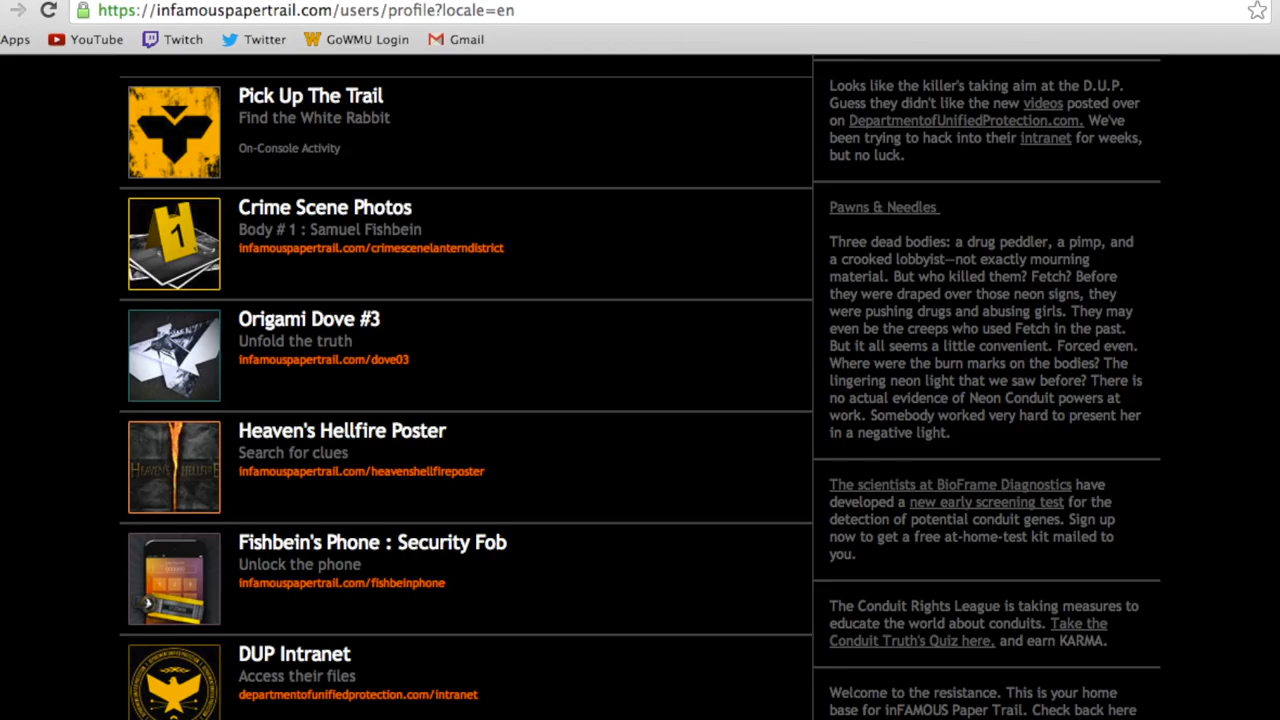 https://infamouspapertrail.com/users/profile?locale=en
Apps YouTube Twitch Twitter GoWMU Login Gmail
Pick Up The Trail
Find the White Rabbit
On-Console Activity
Crime Scene Photos
Body # 1 : Samuel Fishbein
infamouspapertrail.com/crimescenelanterndistrict
1
Origami Dove #3
Unfold the truth
infamouspapertrail.com/dove03
Heaven's Hellfire Poster
Search for clues
infamouspapertrail.com/heavenshellfireposter
HEAVEN'S HELLFIRE
Fishbein's Phone : Security Fob
Unlock the phone
infamouspapertrail.com/fishbeinphone
DUP Intranet
Access their files
departmentofunifiedprotection.com/intranet
Looks like the killer's taking aim at the D.U.P.
Guess they didn't like the new videos posted over
on DepartmentofUnifiedProtection.com. We've
been trying to hack into their intranet for weeks,
but no luck.
Pawns & Needles
Three dead bodies: a drug peddler, a pimp, and
a crooked lobbyist—not exactly mourning
material. But who killed them? Fetch? Before
they were draped over those neon signs, they
were pushing drugs and abusing girls. They may
even be the creeps who used Fetch in the past.
But it all seems a little convenient. Forced even.
Where were the burn marks on the bodies? The
lingering neon light that we saw before? There is
no actual evidence of Neon Conduit powers at
work. Somebody worked very hard to present her
in a negative light.
The scientists at BioFrame Diagnostics have
developed a new early screening test for the
detection of potential conduit genes. Sign up
now to get a free at-home-test kit mailed to
you.
The Conduit Rights League is taking measures to
educate the world about conduits. Take the
Conduit Truth's Quiz here, and earn KARMA.
Welcome to the resistance. This is your home
base for inFAMOUS Paper Trail. Check back here